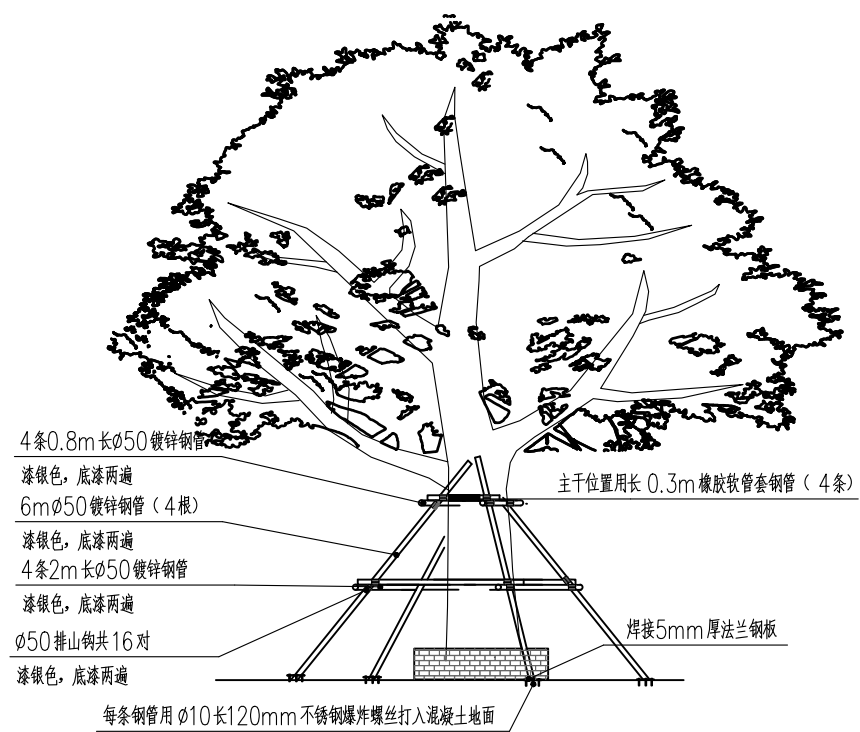 4条0.8m长ø50镀锌钢管
漆银色，底漆两遍
6mø50镀锌钢管（4根）
漆银色，底漆两遍
4条2m长ø50镀锌钢管
漆银色，底漆两遍
ø50排山钩共16对
漆银色，底漆两遍
主干位置用长0.3m橡胶软管套钢管（4条）
焊接5mm厚法兰钢板
每条钢管用ø10长120mm不锈钢爆炸螺丝打入混凝土地面